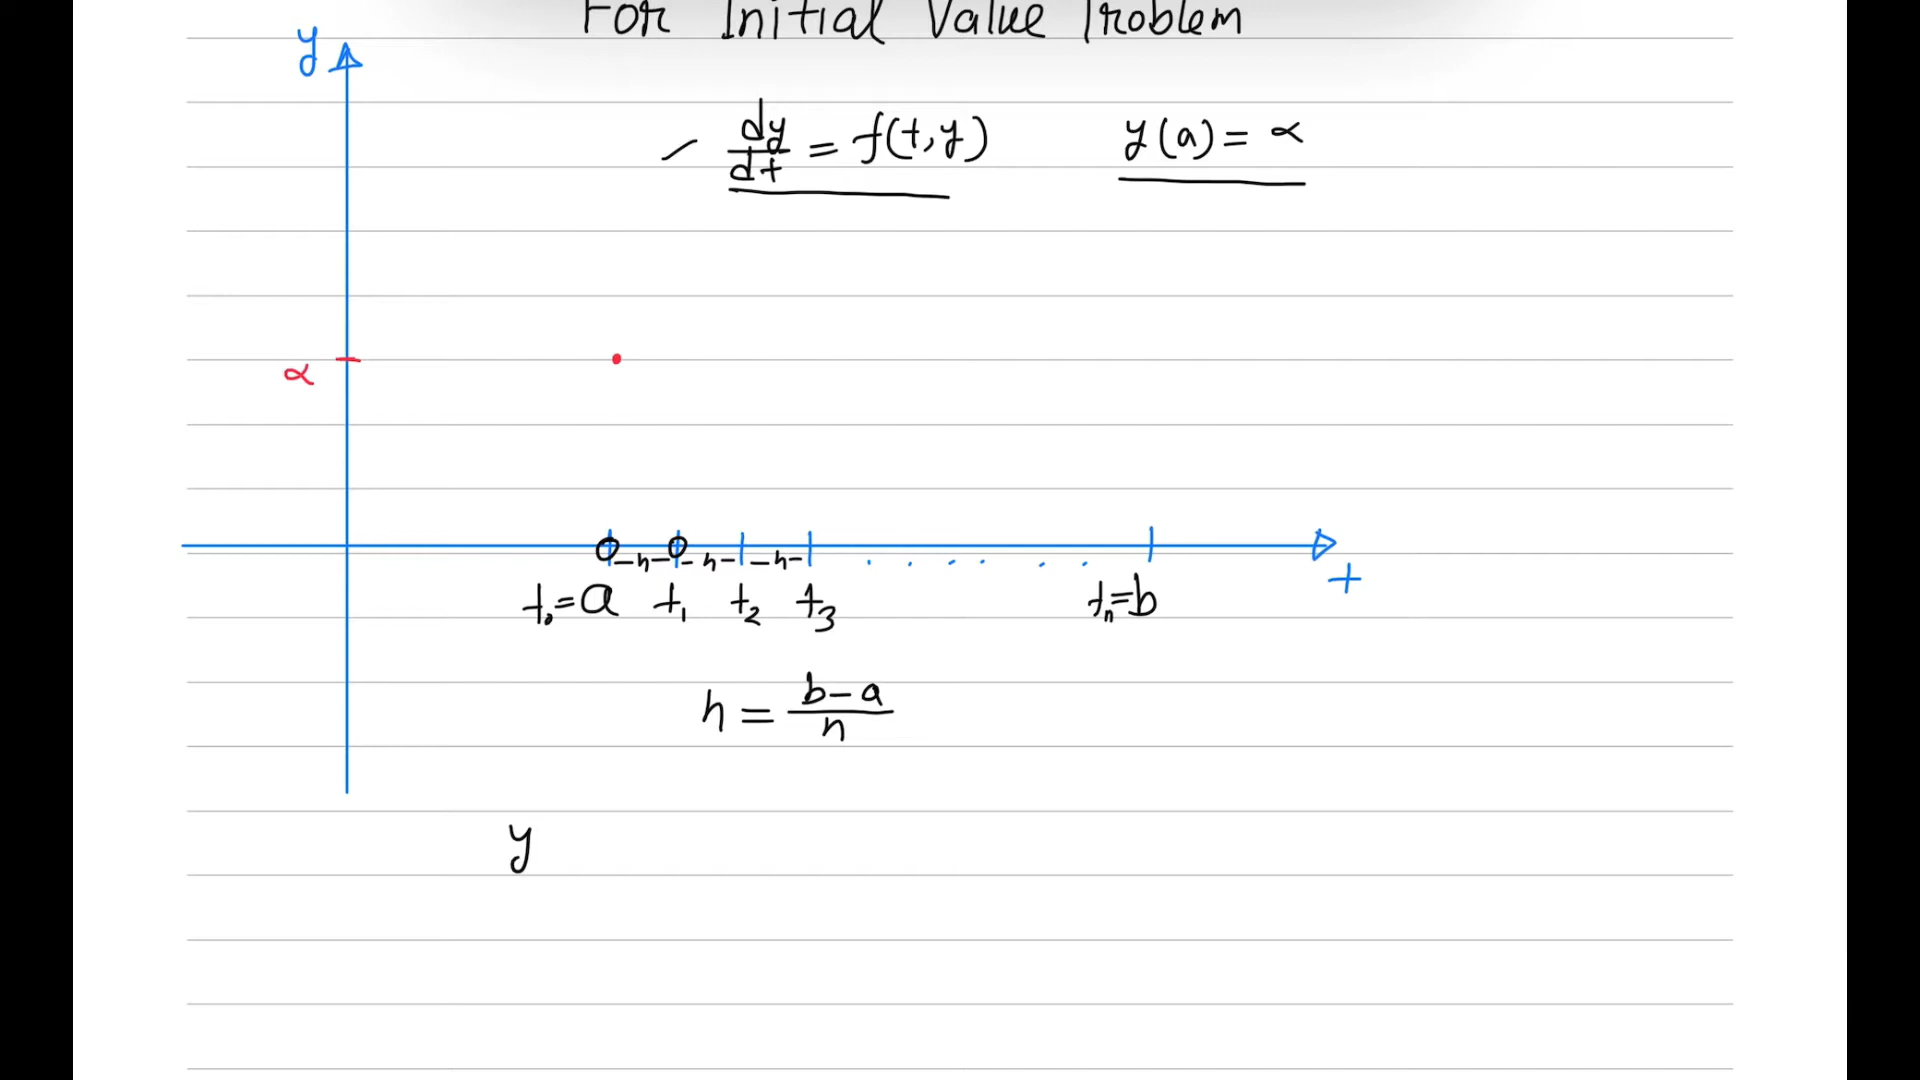 For Initial Value Problem
y
dy/dt = f(t,y) y(a) = α
α
h h h
t₀=a t₁ t₂ t₃ tₙ=b t
h = b-a/n
y